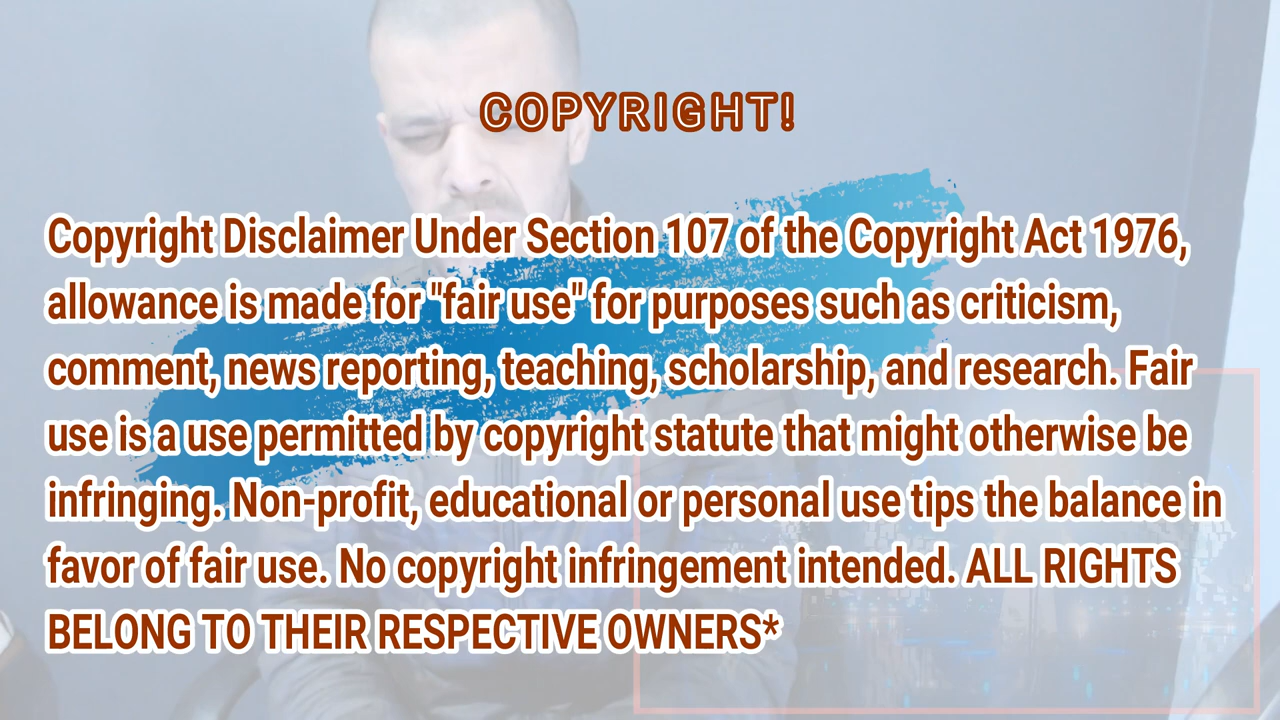 COPYRIGHT!
Copyright Disclaimer Under Section 107 of the Copyright Act 1976,
allowance is made for "fair use" for purposes such as criticism,
comment, news reporting, teaching, scholarship, and research. Fair
use is a use permitted by copyright statute that might otherwise be
infringing. Non-profit, educational or personal use tips the balance in
favor of fair use. No copyright infringement intended. ALL RIGHTS
BELONG TO THEIR RESPECTIVE OWNERS*